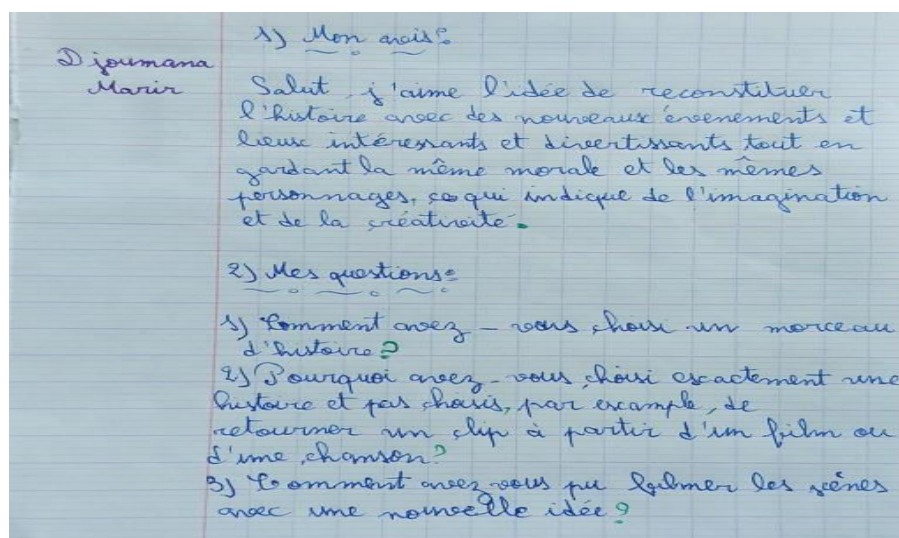 1) Mon avis:
Djoumana
Marir
Salut, j'aime l'idée de reconstituer
l'histoire avec des nouveaux évenements et
lieux intéressants et divertissants tout en
gardant la même morale et les mêmes
personnages, ce qui indique de l'imagination
et de la créativité.
2) Mes questions:
1) Comment avez-vous choisi un morceau
d'histoire?
2) Pourquoi avez-vous choisi exactement une
histoire et pas choisis, par example, de
retourner un clip à partir d'un film ou
d'une chanson?
3) Comment avez vous pu filmer les scènes
avec une nouvelle idée?